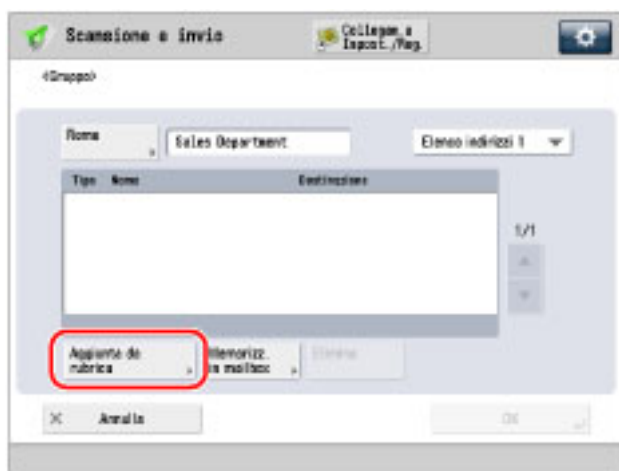 Scansione e invio
Collegam. a
Impost./Reg.
<Gruppo>
Nome
Sales Department
Elenco indirizzi 1
Tipo Nome Destinazione
1/1
Aggiunta da
rubrica
Memorizz.
in mailbox
Elimina
× Annulla
OK